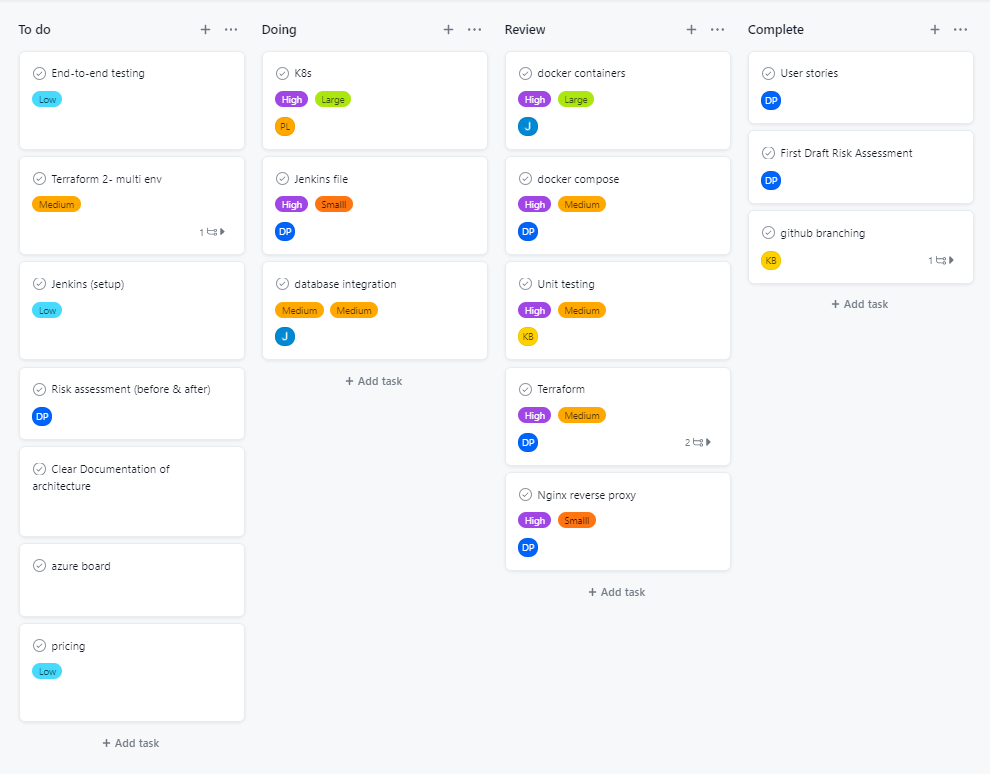 To do
End-to-end testing
Low
Terraform 2- multi env
Medium
1
Jenkins (setup)
Low
Risk assessment (before & after)
DP
Clear Documentation of
architecture
azure board
pricing
Low
+ Add task
Doing
K8s
High Large
PL
Jenkins file
High Smalll
DP
database integration
Medium Medium
J
+ Add task
Review
docker containers
High Large
J
docker compose
High Medium
DP
Unit testing
High Medium
KB
Terraform
High Medium
DP 2
Nginx reverse proxy
High Smalll
DP
+ Add task
Complete
User stories
DP
First Draft Risk Assessment
DP
github branching
KB 1
+ Add task